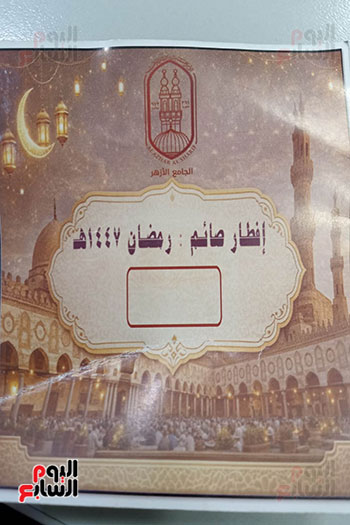 اليوم السابع
الجامع الأزهر
إفطار صائم : رمضان ١٤٤٧هـ
اليوم
السابع